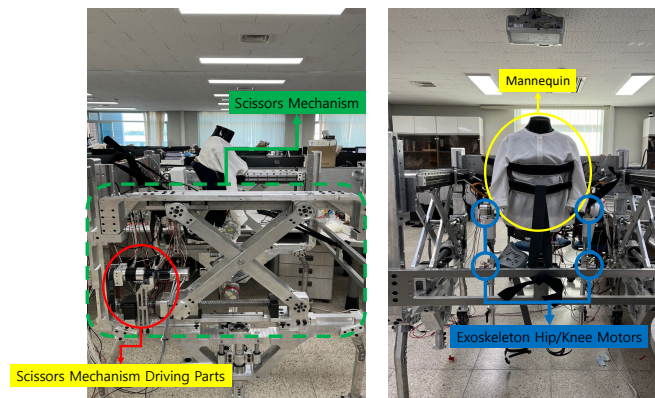 Scissors Mechanism
Scissors Mechanism Driving Parts
Mannequin
Exoskeleton Hip/Knee Motors